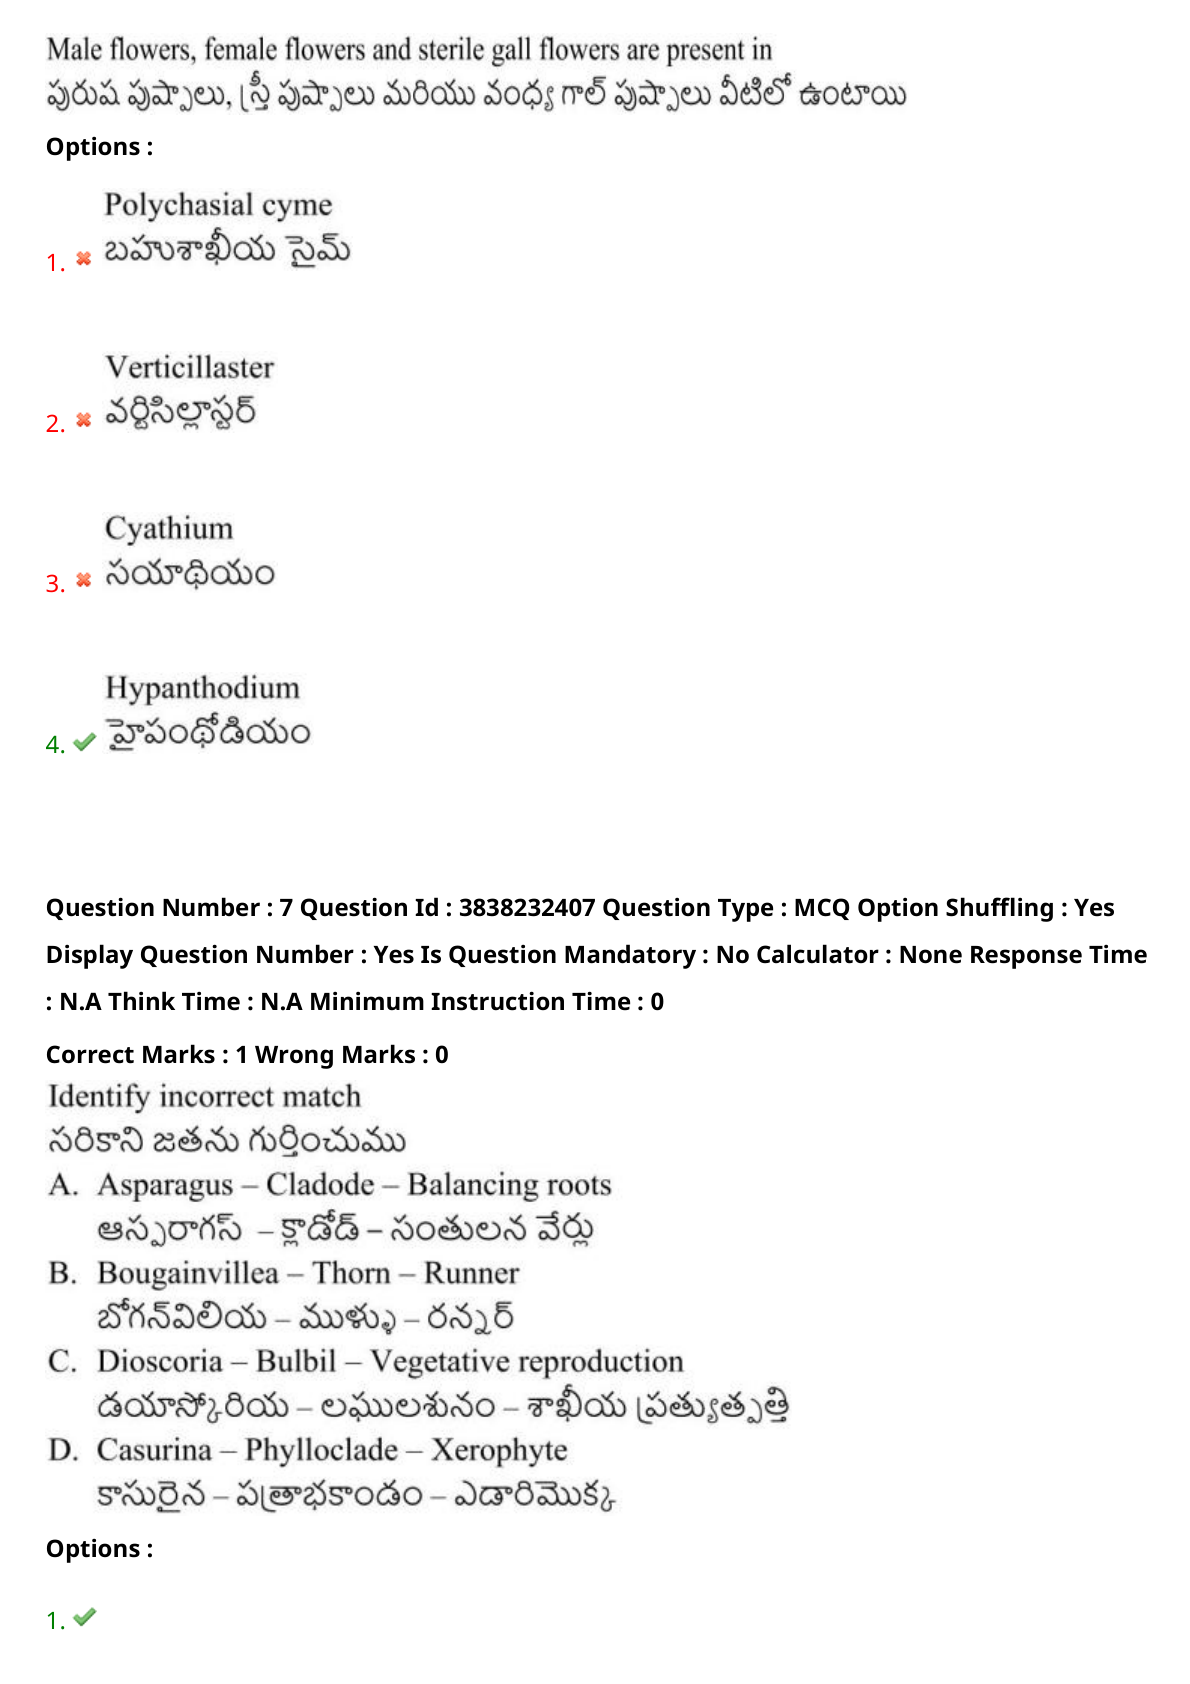 Male flowers, female flowers and sterile gall flowers are present in
పురుష పుష్పాలు, స్త్రీ పుష్పాలు మరియు వంధ్య గాల్ పుష్పాలు వీటిలో ఉంటాయి
Options :
Polychasial cyme
1. బహుశాఖీయ సైమ్
Verticillaster
2. వర్టిసిల్లాస్టర్
Cyathium
3. సయాథియం
Hypanthodium
4. హైపంథోడియం
Question Number : 7 Question Id : 3838232407 Question Type : MCQ Option Shuffling : Yes
Display Question Number : Yes Is Question Mandatory : No Calculator : None Response Time
: N.A Think Time : N.A Minimum Instruction Time : 0
Correct Marks : 1 Wrong Marks : 0
Identify incorrect match
సరికాని జతను గుర్తించుము
A. Asparagus – Cladode – Balancing roots
ఆస్పరాగస్ – క్లాడోడ్ – సంతులన వేర్లు
B. Bougainvillea – Thorn – Runner
బోగన్‌విలియ – ముళ్ళు – రన్నర్
C. Dioscoria – Bulbil – Vegetative reproduction
డయాస్కోరియ – లఘులశునం – శాఖీయ ప్రత్యుత్పత్తి
D. Casurina – Phylloclade – Xerophyte
కాసురైన – పత్రాభకాండం – ఎడారిమొక్క
Options :
1.